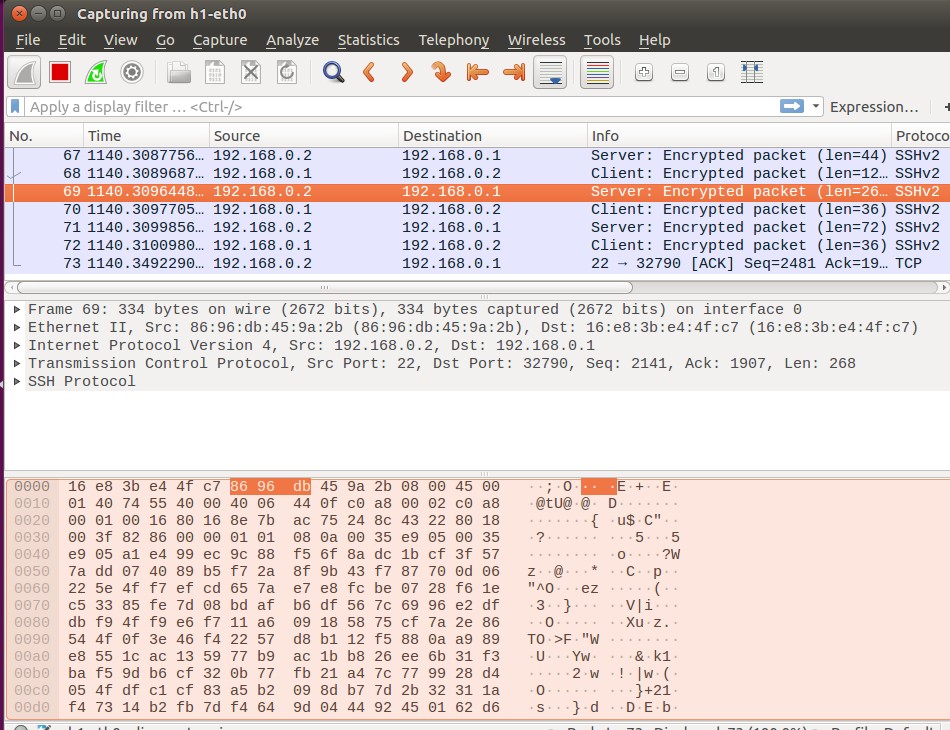 Capturing from h1-eth0
File Edit View Go Capture Analyze Statistics Telephony Wireless Tools Help
Apply a display filter … <Ctrl-/> Expression… +
No. Time Source Destination Info Protoco
67 1140.3087756… 192.168.0.2 192.168.0.1 Server: Encrypted packet (len=44) SSHv2
68 1140.3089687… 192.168.0.1 192.168.0.2 Client: Encrypted packet (len=12… SSHv2
69 1140.3096448… 192.168.0.2 192.168.0.1 Server: Encrypted packet (len=26… SSHv2
70 1140.3097705… 192.168.0.1 192.168.0.2 Client: Encrypted packet (len=36) SSHv2
71 1140.3099856… 192.168.0.2 192.168.0.1 Server: Encrypted packet (len=72) SSHv2
72 1140.3100980… 192.168.0.1 192.168.0.2 Client: Encrypted packet (len=36) SSHv2
73 1140.3492290… 192.168.0.2 192.168.0.1 22 → 32790 [ACK] Seq=2481 Ack=19… TCP
Frame 69: 334 bytes on wire (2672 bits), 334 bytes captured (2672 bits) on interface 0
Ethernet II, Src: 86:96:db:45:9a:2b (86:96:db:45:9a:2b), Dst: 16:e8:3b:e4:4f:c7 (16:e8:3b:e4:4f:c7)
Internet Protocol Version 4, Src: 192.168.0.2, Dst: 192.168.0.1
Transmission Control Protocol, Src Port: 22, Dst Port: 32790, Seq: 2141, Ack: 1907, Len: 268
SSH Protocol
0000 16 e8 3b e4 4f c7 86 96 db 45 9a 2b 08 00 45 00 ··;·O··· ·E·+··E·
0010 01 40 74 55 40 00 40 06 44 0f c0 a8 00 02 c0 a8 ·@tU@·@· D·······
0020 00 01 00 16 80 16 8e 7b ac 75 24 8c 43 22 80 18 ·······{ ·u$·C"··
0030 00 3f 82 86 00 00 01 01 08 0a 00 35 e9 05 00 35 ·?······ ···5···5
0040 e9 05 a1 e4 99 ec 9c 88 f5 6f 8a dc 1b cf 3f 57 ········ ·o····?W
0050 7a dd 07 40 89 b5 f7 2a 8f 9b 43 f7 87 70 0d 06 z··@···* ··C··p··
0060 22 5e 4f f7 ef cd 65 7a e7 e8 fc be 07 28 f6 1e "^O···ez ·····(··
0070 c5 33 85 fe 7d 08 bd af b6 df 56 7c 69 96 e2 df ·3··}··· ··V|i···
0080 db f9 4f f9 e6 f7 11 a6 09 18 58 75 cf 7a 2e 86 ··O····· ··Xu·z.·
0090 54 4f 0f 3e 46 f4 22 57 d8 b1 12 f5 88 0a a9 89 TO·>F·"W ········
00a0 e8 55 1c ac 13 59 77 b9 ac 1b b8 26 ee 6b 31 f3 ·U···Yw· ···&·k1·
00b0 ba f5 9d b6 cf 32 0b 77 fb 21 a4 7c 77 99 28 d4 ·····2·w ·!·|w·(·
00c0 05 4f df c1 cf 83 a5 b2 09 8d b7 7d 2b 32 31 1a ·O······ ···}+21·
00d0 f4 73 14 b2 fb 7d f4 64 9d 04 44 92 45 01 62 d6 ·s···}·d ··D·E·b·